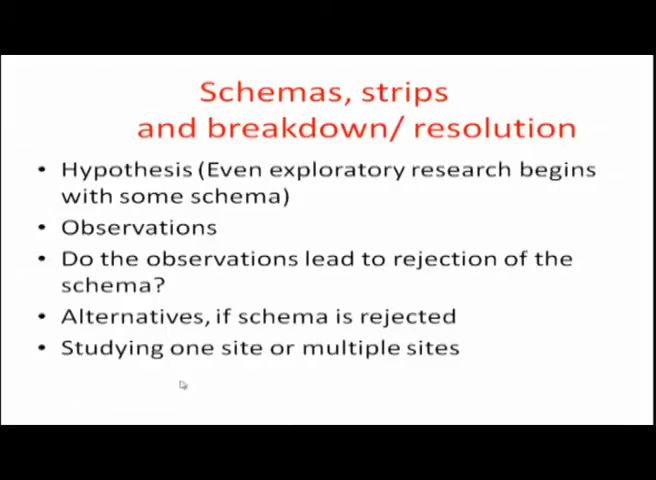 Schemas, strips
and breakdown/ resolution
• Hypothesis (Even exploratory research begins
with some schema)
• Observations
• Do the observations lead to rejection of the
schema?
• Alternatives, if schema is rejected
• Studying one site or multiple sites